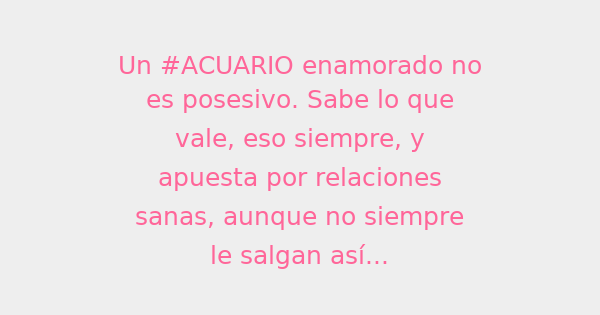 Un #ACUARIO enamorado no
es posesivo. Sabe lo que
vale, eso siempre, y
apuesta por relaciones
sanas, aunque no siempre
le salgan así...